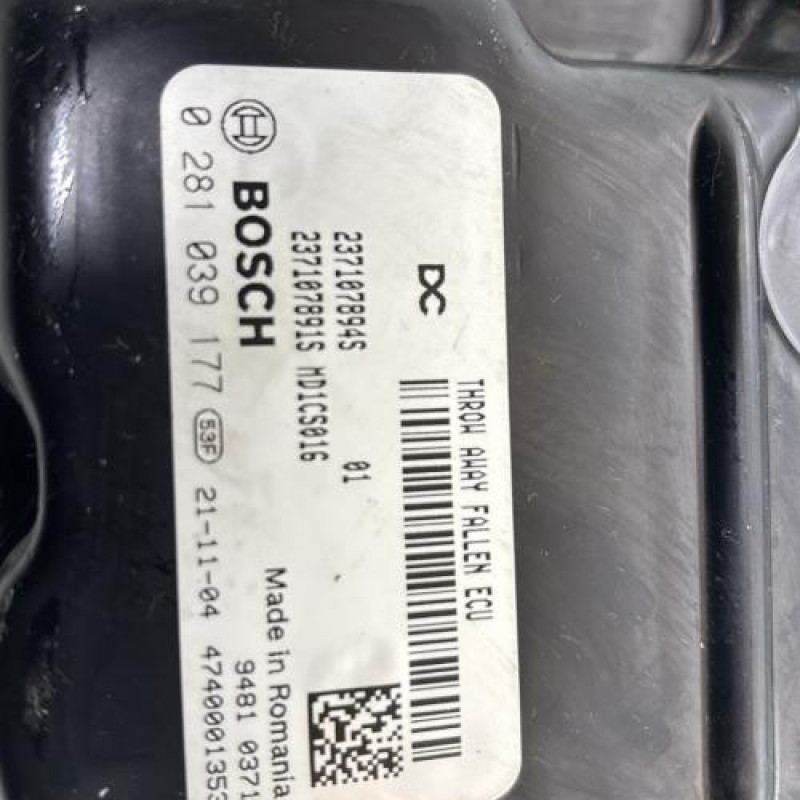 DC
THROW AWAY FALLEN ECU
237107894S 01
237107891S MD1CS016
BOSCH
Made in Romania
9481 0371
0 281 039 177 53F 21-11-04 4740001353